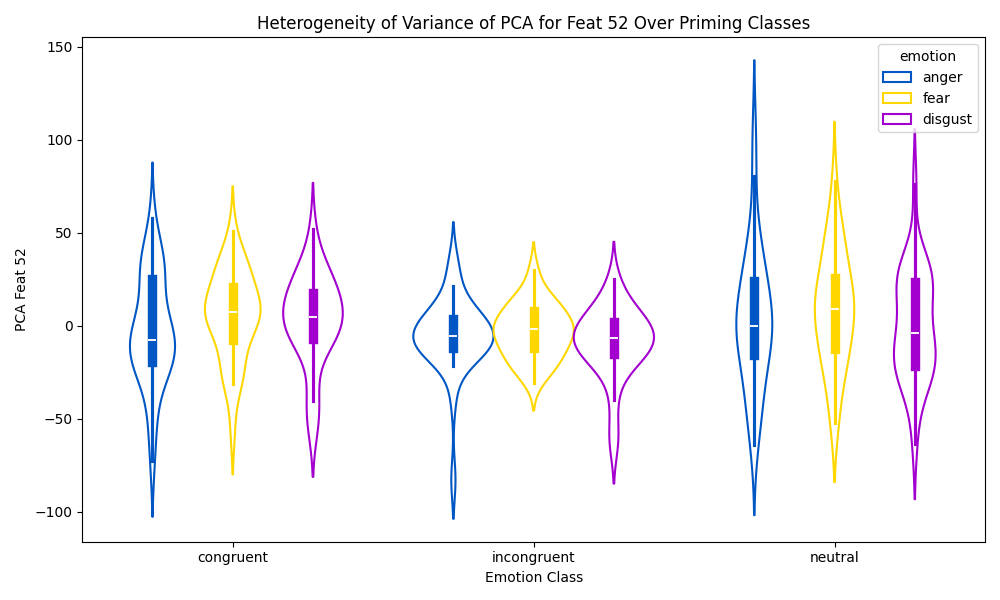 Heterogeneity of Variance of PCA for Feat 52 Over Priming Classes
emotion
anger
fear
disgust
150
100
50
0
−50
−100
PCA Feat 52
congruent
incongruent
neutral
Emotion Class